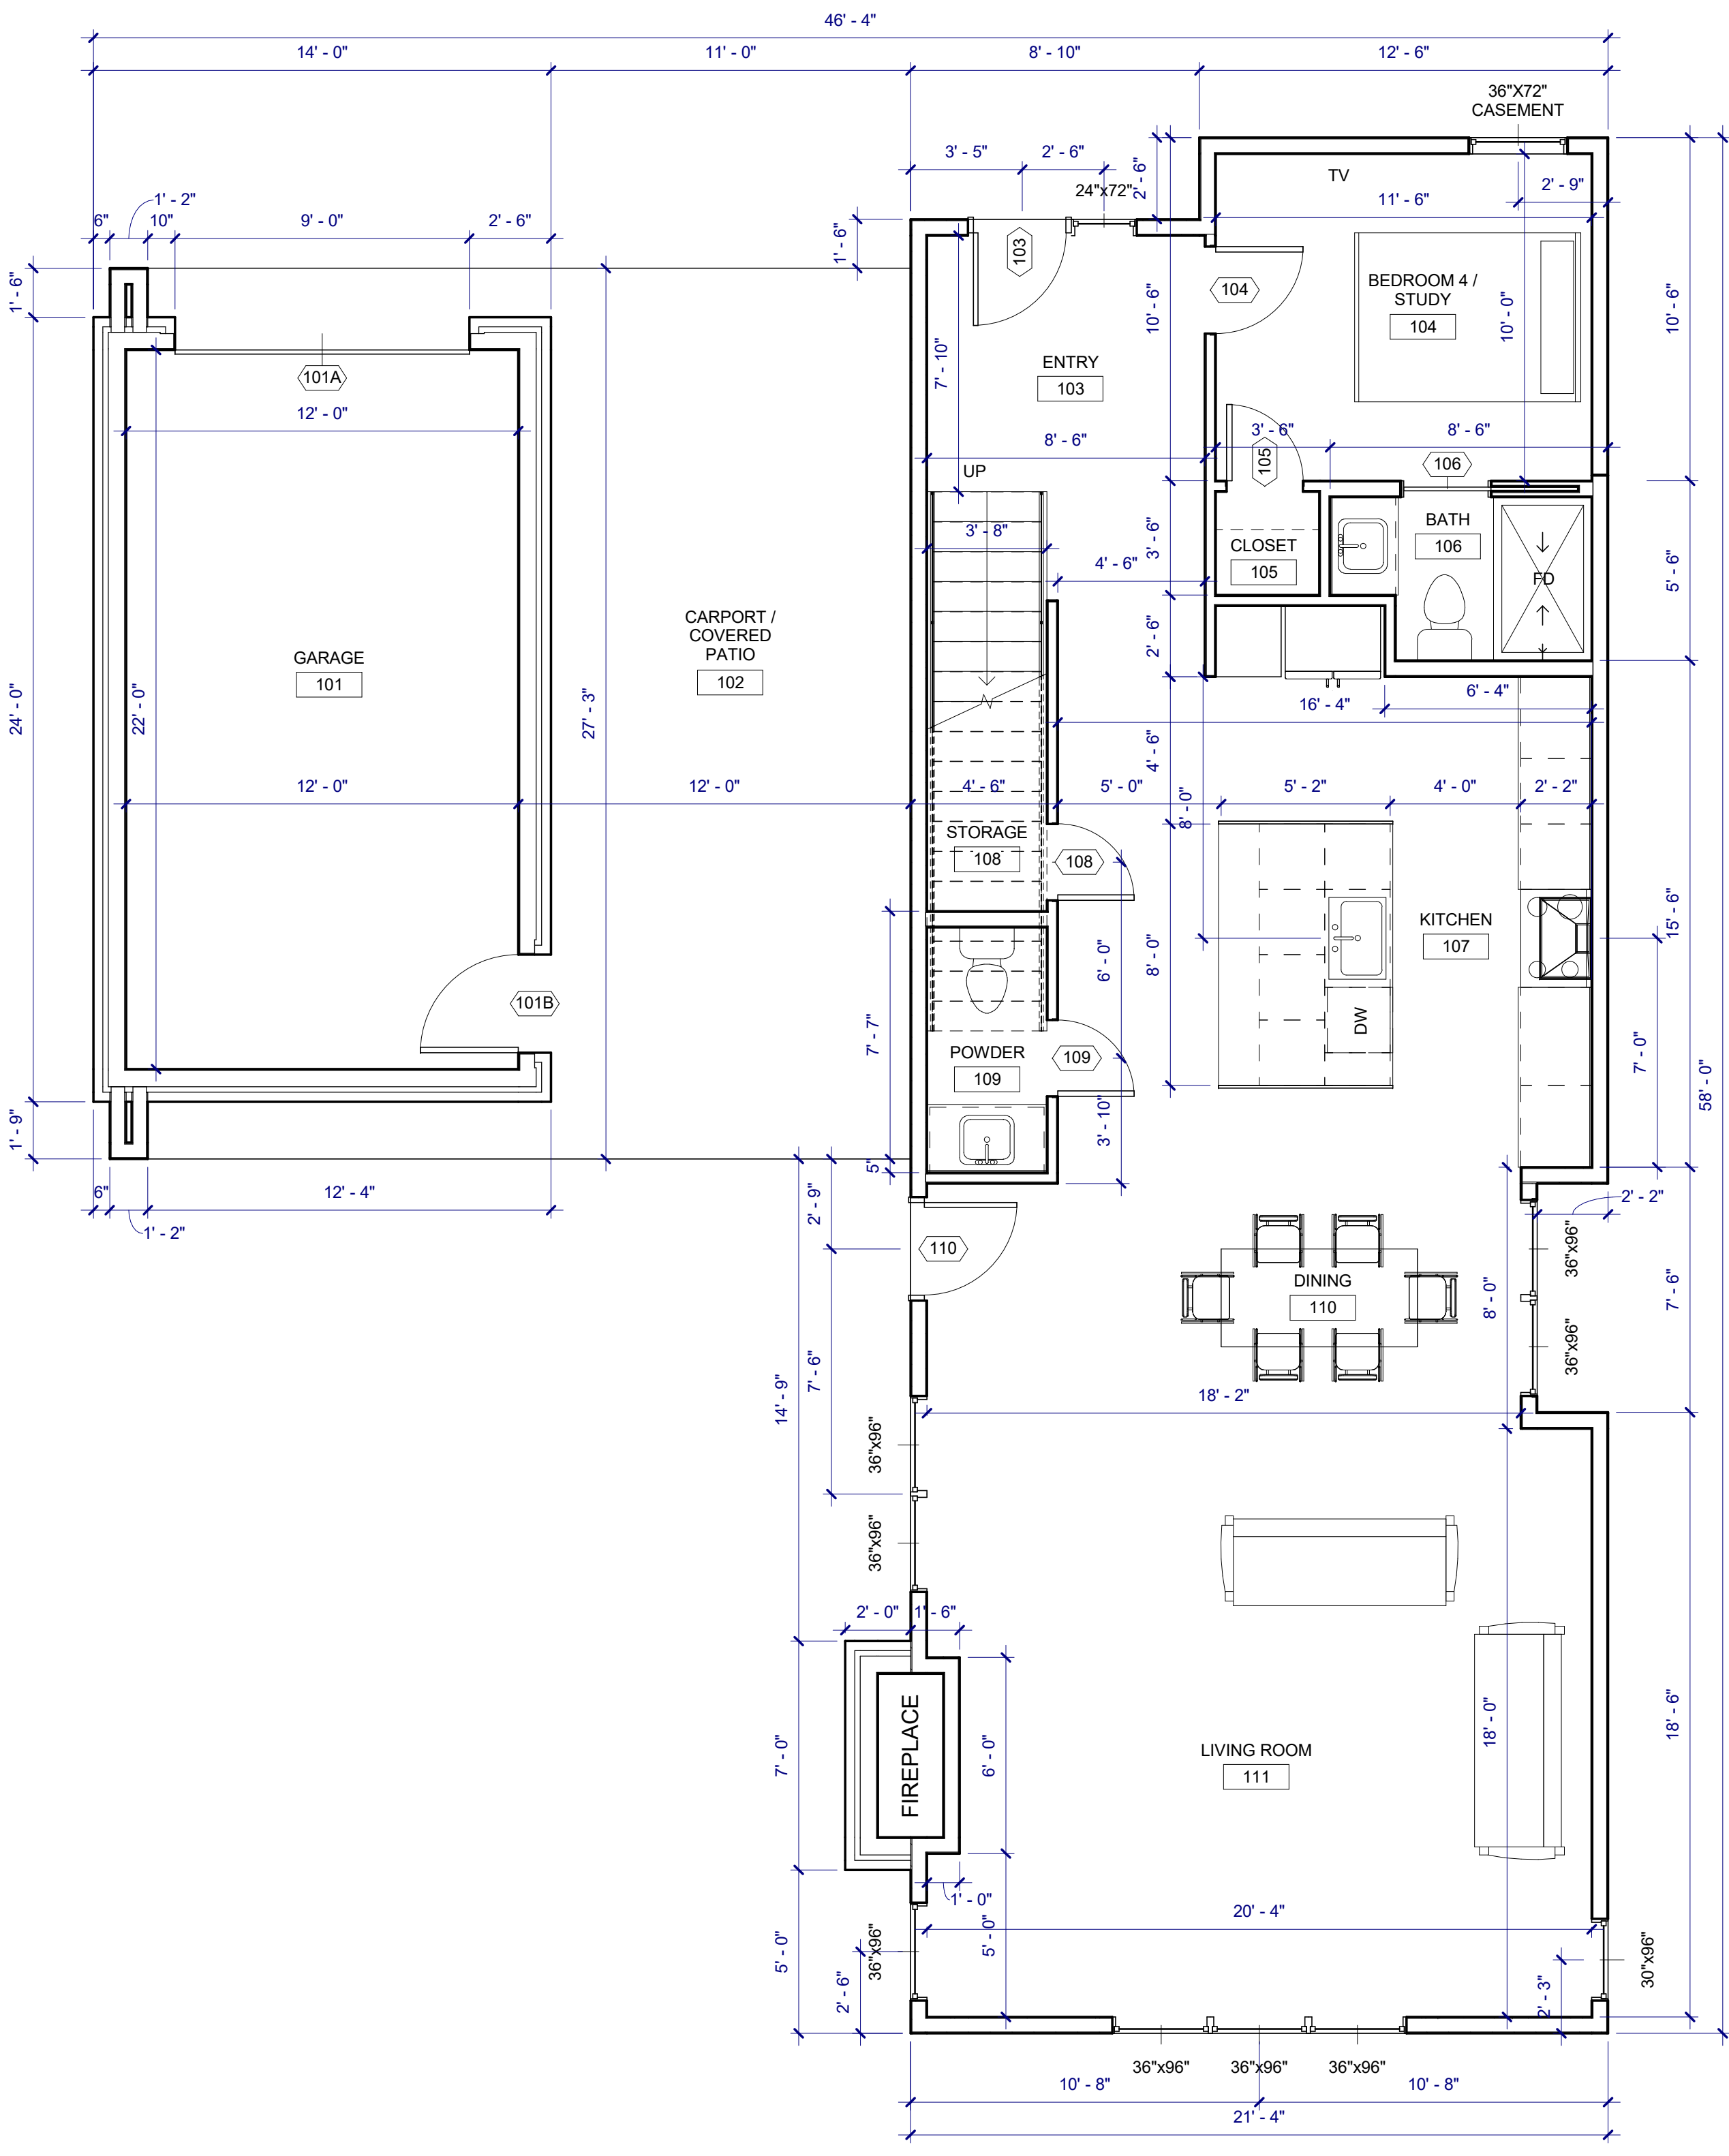 46' - 4"
14' - 0"
11' - 0"
8' - 10"
12' - 6"
36"X72"
CASEMENT
3' - 5"
2' - 6"
24"x72"
2' - 6"
TV
2' - 9"
11' - 6"
1' - 2"
6"
10"
9' - 0"
2' - 6"
1' - 6"
1' - 6"
103
104
BEDROOM 4 /
STUDY
104
10' - 0"
10' - 6"
10' - 6"
7' - 10"
ENTRY
103
101A
12' - 0"
8' - 6"
3' - 6"
8' - 6"
105
106
UP
3' - 8"
4' - 6"
3' - 6"
CLOSET
105
BATH
106
FD
5' - 6"
CARPORT /
COVERED
PATIO
102
GARAGE
101
24' - 0"
22' - 0"
27' - 3"
2' - 6"
6' - 4"
16' - 4"
4' - 6"
12' - 0"
12' - 0"
4' - 6"
5' - 0"
5' - 2"
4' - 0"
2' - 2"
8' - 0"
STORAGE
108
108
KITCHEN
107
15' - 6"
6' - 0"
8' - 0"
101B
DW
7' - 7"
POWDER
109
109
7' - 0"
58' - 0"
3' - 10"
1' - 9"
5"
6"
12' - 4"
1' - 2"
2' - 9"
2' - 2"
110
36"x96"
DINING
110
8' - 0"
7' - 6"
36"x96"
7' - 6"
14' - 9"
18' - 2"
36"x96"
36"x96"
2' - 0"
1' - 6"
FIREPLACE
7' - 0"
6' - 0"
LIVING ROOM
111
18' - 0"
18' - 6"
1' - 0"
20' - 4"
5' - 0"
36"x96"
5' - 0"
30"x96"
2' - 6"
2' - 3"
36"x96"
36"x96"
36"x96"
10' - 8"
10' - 8"
21' - 4"